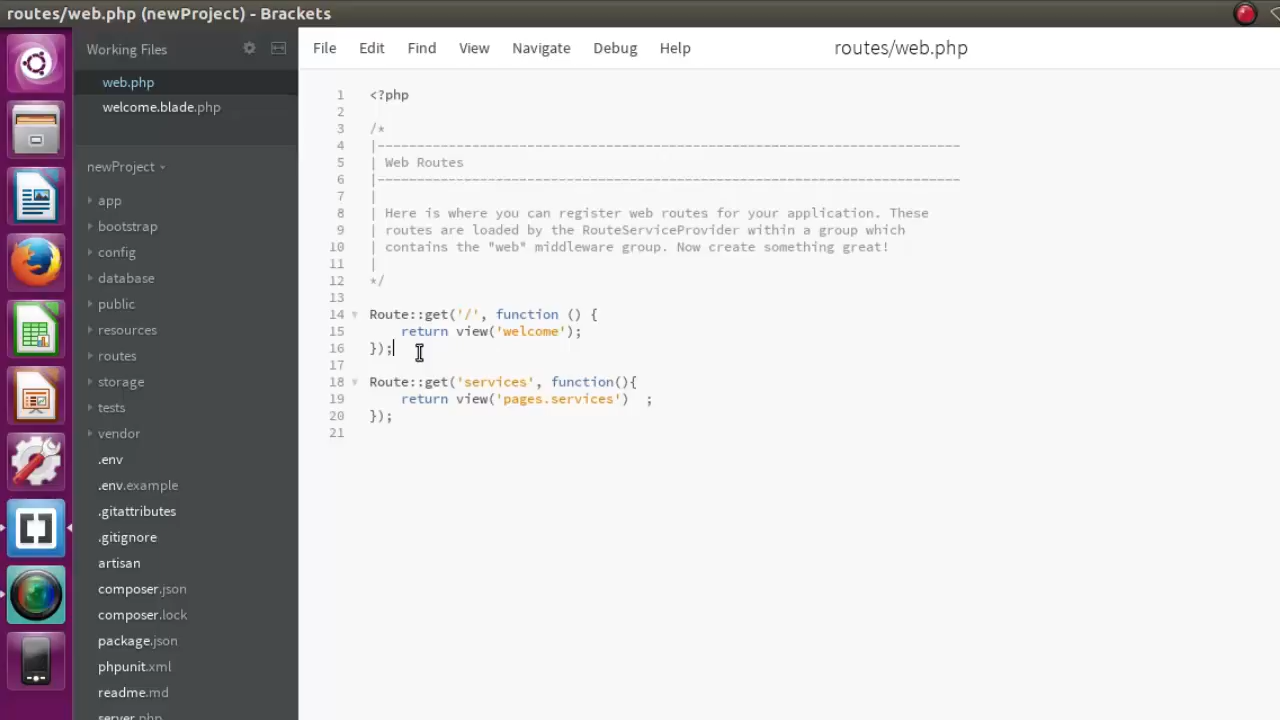 routes/web.php (newProject) - Brackets
Working Files
web.php
welcome.blade.php
newProject
app
bootstrap
config
database
public
resources
routes
storage
tests
vendor
.env
.env.example
.gitattributes
.gitignore
artisan
composer.json
composer.lock
package.json
phpunit.xml
readme.md
server.php
File Edit Find View Navigate Debug Help
routes/web.php
1 <?php
2
3 /*
4 |--------------------------------------------------------------------------
5 | Web Routes
6 |--------------------------------------------------------------------------
7 |
8 | Here is where you can register web routes for your application. These
9 | routes are loaded by the RouteServiceProvider within a group which
10 | contains the "web" middleware group. Now create something great!
11 |
12 */
13
14 Route::get('/', function () {
15     return view('welcome');
16 });
17
18 Route::get('services', function(){
19     return view('pages.services')  ;
20 });
21